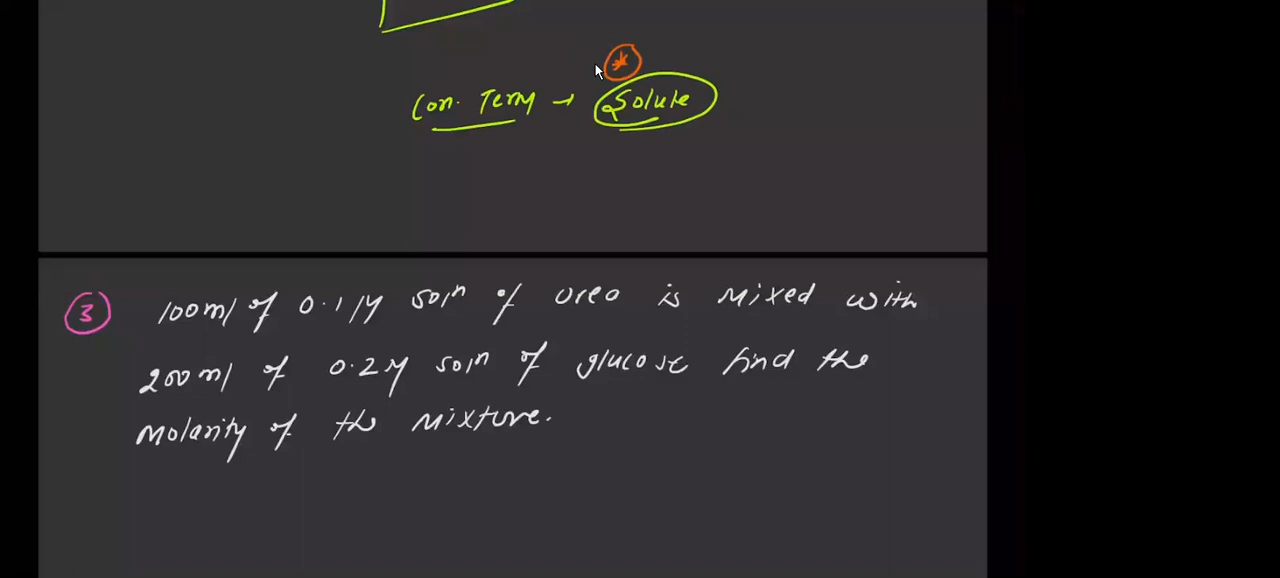 Con. Term → Solute
3 100ml of 0.1M soln of urea is mixed with
200ml of 0.2M soln of glucose find the
molarity of the mixture.